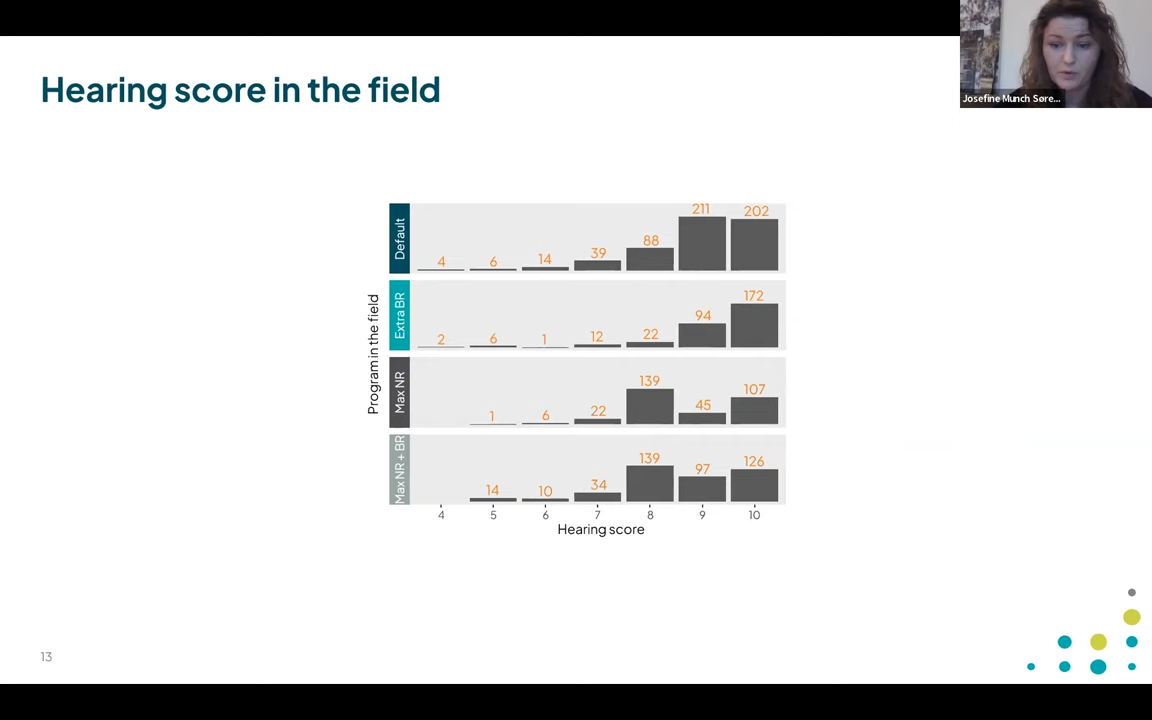 Hearing score in the field
Josefine Munch Søre...
Program in the field
Default
4 6 14 39 88 211 202
Extra BR
2 6 1 12 22 94 172
Max NR
1 6 22 139 45 107
Max NR + BR
14 10 34 139 97 126
4 5 6 7 8 9 10
Hearing score
13